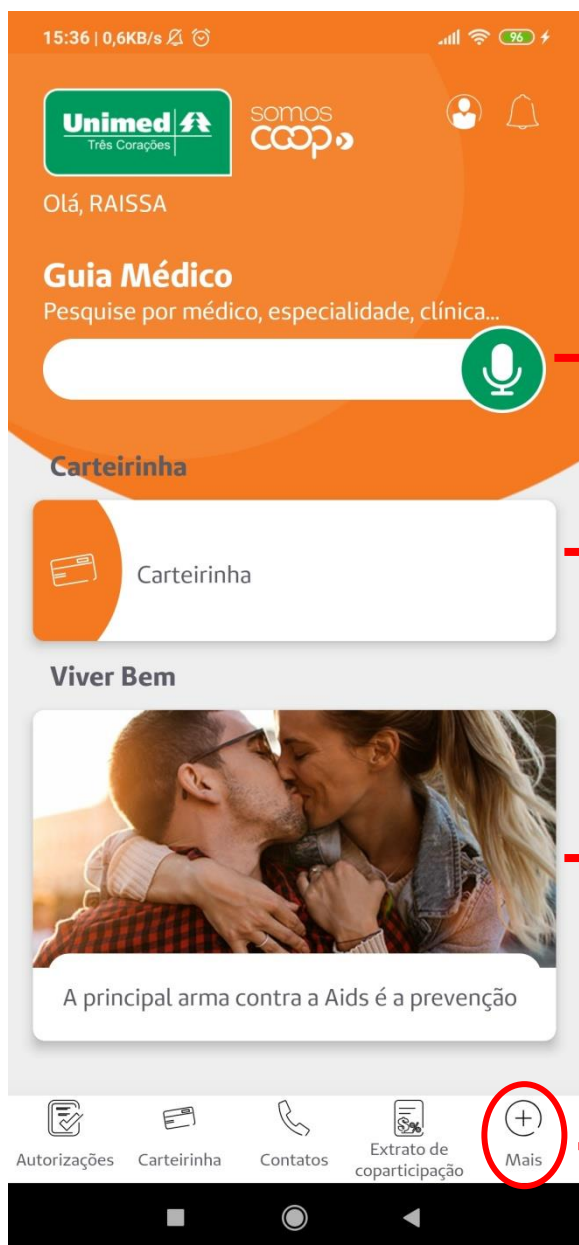 15:36 | 0,6KB/s
96
Unimed
Três Corações
somos
coop
Olá, RAISSA
Guia Médico
Pesquise por médico, especialidade, clínica...
Carteirinha
Carteirinha
Viver Bem
A principal arma contra a Aids é a prevenção
Autorizações
Carteirinha
Contatos
Extrato de
coparticipação
Mais